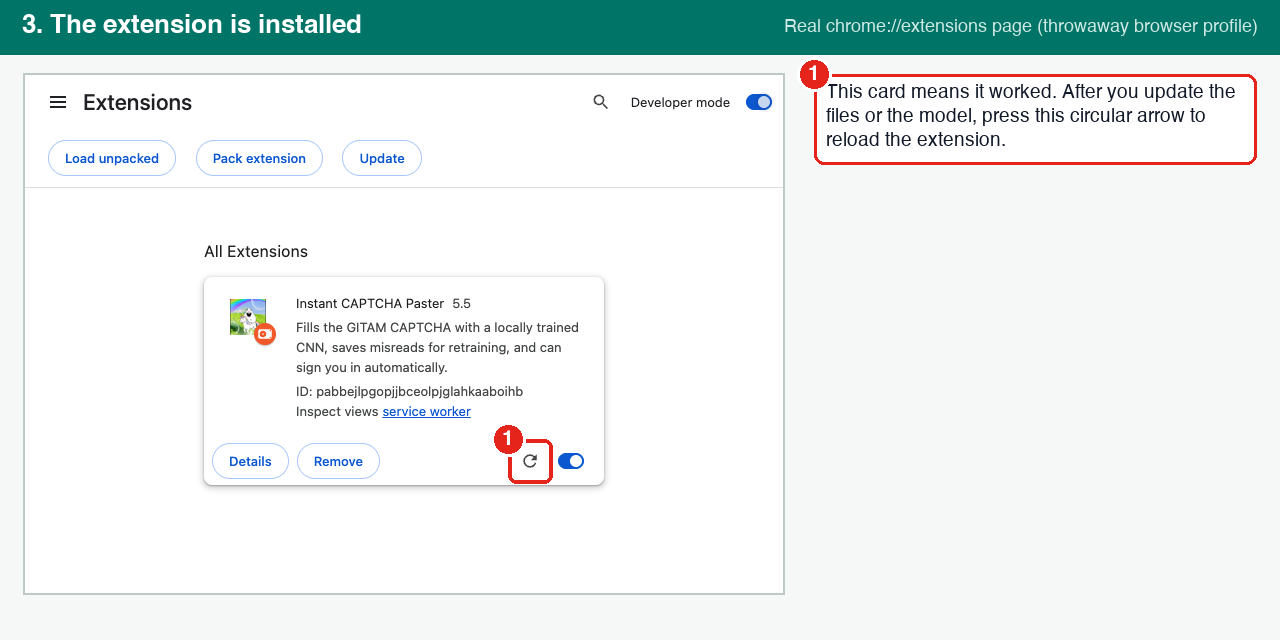 3. The extension is installed
Real chrome://extensions page (throwaway browser profile)
Extensions
Developer mode
Load unpacked
Pack extension
Update
All Extensions
Instant CAPTCHA Paster 5.5
Fills the GITAM CAPTCHA with a locally trained
CNN, saves misreads for retraining, and can
sign you in automatically.
ID: pabbejlpgopjjbceolpjglahkaaboihb
Inspect views service worker
1
Details
Remove
1
This card means it worked. After you update the
files or the model, press this circular arrow to
reload the extension.